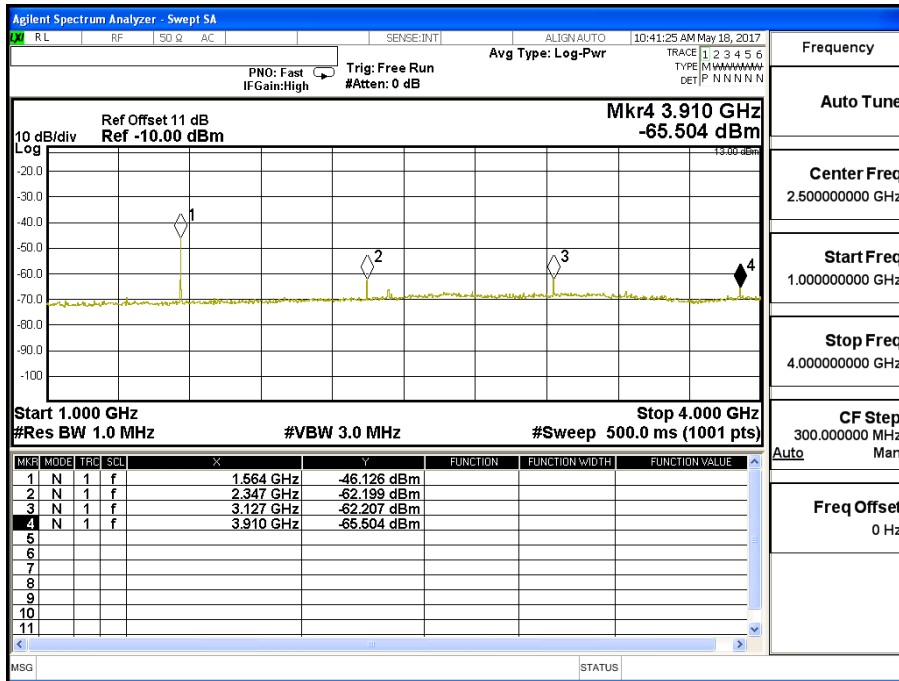 Agilent Spectrum Analyzer - Swept SA
LXI RL RF 50 Ω AC SENSE:INT ALIGN AUTO 10:41:25 AM May 18, 2017
Avg Type: Log-Pwr TRACE 1 2 3 4 5 6
PNO: Fast Trig: Free Run TYPE M WWWWW
IFGain:High #Atten: 0 dB DET P N N N N N
Mkr4 3.910 GHz
-65.504 dBm
Ref Offset 11 dB
10 dB/div Ref -10.00 dBm
Log
-13.00 dBm
-20.0
-30.0
-40.0
-50.0
-60.0
-70.0
-80.0
-90.0
-100
1
2
3
4
Start 1.000 GHz Stop 4.000 GHz
#Res BW 1.0 MHz #VBW 3.0 MHz #Sweep 500.0 ms (1001 pts)
MKR MODE TRC SCL X Y FUNCTION FUNCTION WIDTH FUNCTION VALUE
1 N 1 f 1.564 GHz -46.126 dBm
2 N 1 f 2.347 GHz -62.199 dBm
3 N 1 f 3.127 GHz -62.207 dBm
4 N 1 f 3.910 GHz -65.504 dBm
5
6
7
8
9
10
11
MSG STATUS
Frequency
Auto Tune
Center Freq
2.500000000 GHz
Start Freq
1.000000000 GHz
Stop Freq
4.000000000 GHz
CF Step
300.000000 MHz
Auto Man
Freq Offset
0 Hz